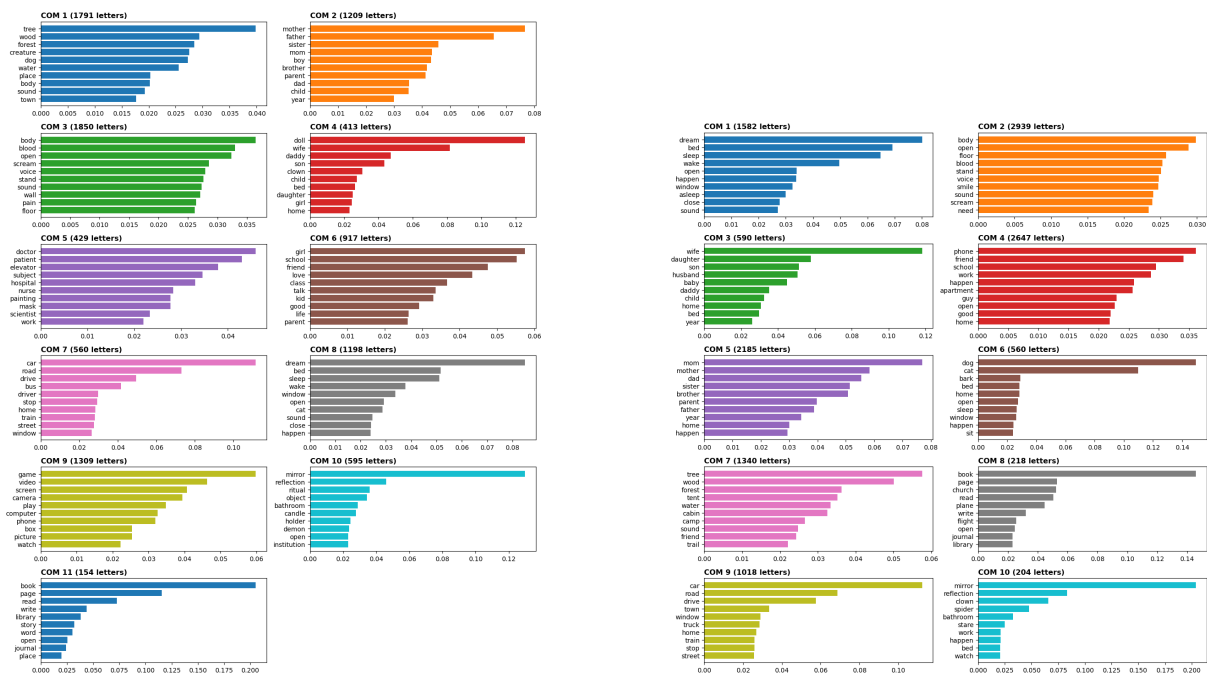 COM 1 (1791 letters)
tree
wood
forest
creature
dog
water
place
body
sound
town
0.000 0.005 0.010 0.015 0.020 0.025 0.030 0.035 0.040
COM 2 (1209 letters)
mother
father
sister
mom
boy
brother
parent
dad
child
year
0.00 0.01 0.02 0.03 0.04 0.05 0.06 0.07 0.08
COM 3 (1850 letters)
body
blood
open
scream
voice
stand
sound
wall
pain
floor
0.000 0.005 0.010 0.015 0.020 0.025 0.030 0.035
COM 4 (413 letters)
doll
wife
daddy
son
clown
child
bed
daughter
girl
home
0.00 0.02 0.04 0.06 0.08 0.10 0.12
COM 5 (429 letters)
doctor
patient
elevator
subject
hospital
nurse
painting
mask
scientist
work
0.00 0.01 0.02 0.03 0.04
COM 6 (917 letters)
girl
school
friend
love
class
talk
kid
good
life
parent
0.00 0.01 0.02 0.03 0.04 0.05 0.06
COM 7 (560 letters)
car
road
drive
bus
driver
stop
home
train
street
window
0.00 0.02 0.04 0.06 0.08 0.10
COM 8 (1198 letters)
dream
bed
sleep
wake
window
open
cat
sound
close
happen
0.00 0.01 0.02 0.03 0.04 0.05 0.06 0.07 0.08
COM 9 (1309 letters)
game
video
screen
camera
play
computer
phone
box
picture
watch
0.00 0.01 0.02 0.03 0.04 0.05 0.06
COM 10 (595 letters)
mirror
reflection
ritual
object
bathroom
candle
holder
demon
open
institution
0.00 0.02 0.04 0.06 0.08 0.10 0.12
COM 11 (154 letters)
book
page
read
write
library
story
word
open
journal
place
0.000 0.025 0.050 0.075 0.100 0.125 0.150 0.175 0.200
COM 1 (1582 letters)
dream
bed
sleep
wake
open
happen
window
asleep
close
sound
0.00 0.01 0.02 0.03 0.04 0.05 0.06 0.07 0.08
COM 2 (2939 letters)
body
open
floor
blood
stand
voice
smile
sound
scream
need
0.000 0.005 0.010 0.015 0.020 0.025 0.030
COM 3 (590 letters)
wife
daughter
son
husband
baby
daddy
child
home
bed
year
0.00 0.02 0.04 0.06 0.08 0.10 0.12
COM 4 (2647 letters)
phone
friend
school
work
happen
apartment
guy
open
good
home
0.000 0.005 0.010 0.015 0.020 0.025 0.030 0.035
COM 5 (2185 letters)
mom
mother
dad
sister
brother
parent
father
year
home
happen
0.00 0.01 0.02 0.03 0.04 0.05 0.06 0.07 0.08
COM 6 (560 letters)
dog
cat
bark
bed
home
open
sleep
window
happen
sit
0.00 0.02 0.04 0.06 0.08 0.10 0.12 0.14
COM 7 (1340 letters)
tree
wood
forest
tent
water
cabin
camp
sound
friend
trail
0.00 0.01 0.02 0.03 0.04 0.05 0.06
COM 8 (218 letters)
book
page
church
read
plane
write
flight
open
journal
library
0.00 0.02 0.04 0.06 0.08 0.10 0.12 0.14
COM 9 (1018 letters)
car
road
drive
town
window
truck
home
train
stop
street
0.00 0.02 0.04 0.06 0.08 0.10
COM 10 (204 letters)
mirror
reflection
clown
spider
bathroom
stare
work
happen
bed
watch
0.000 0.025 0.050 0.075 0.100 0.125 0.150 0.175 0.200